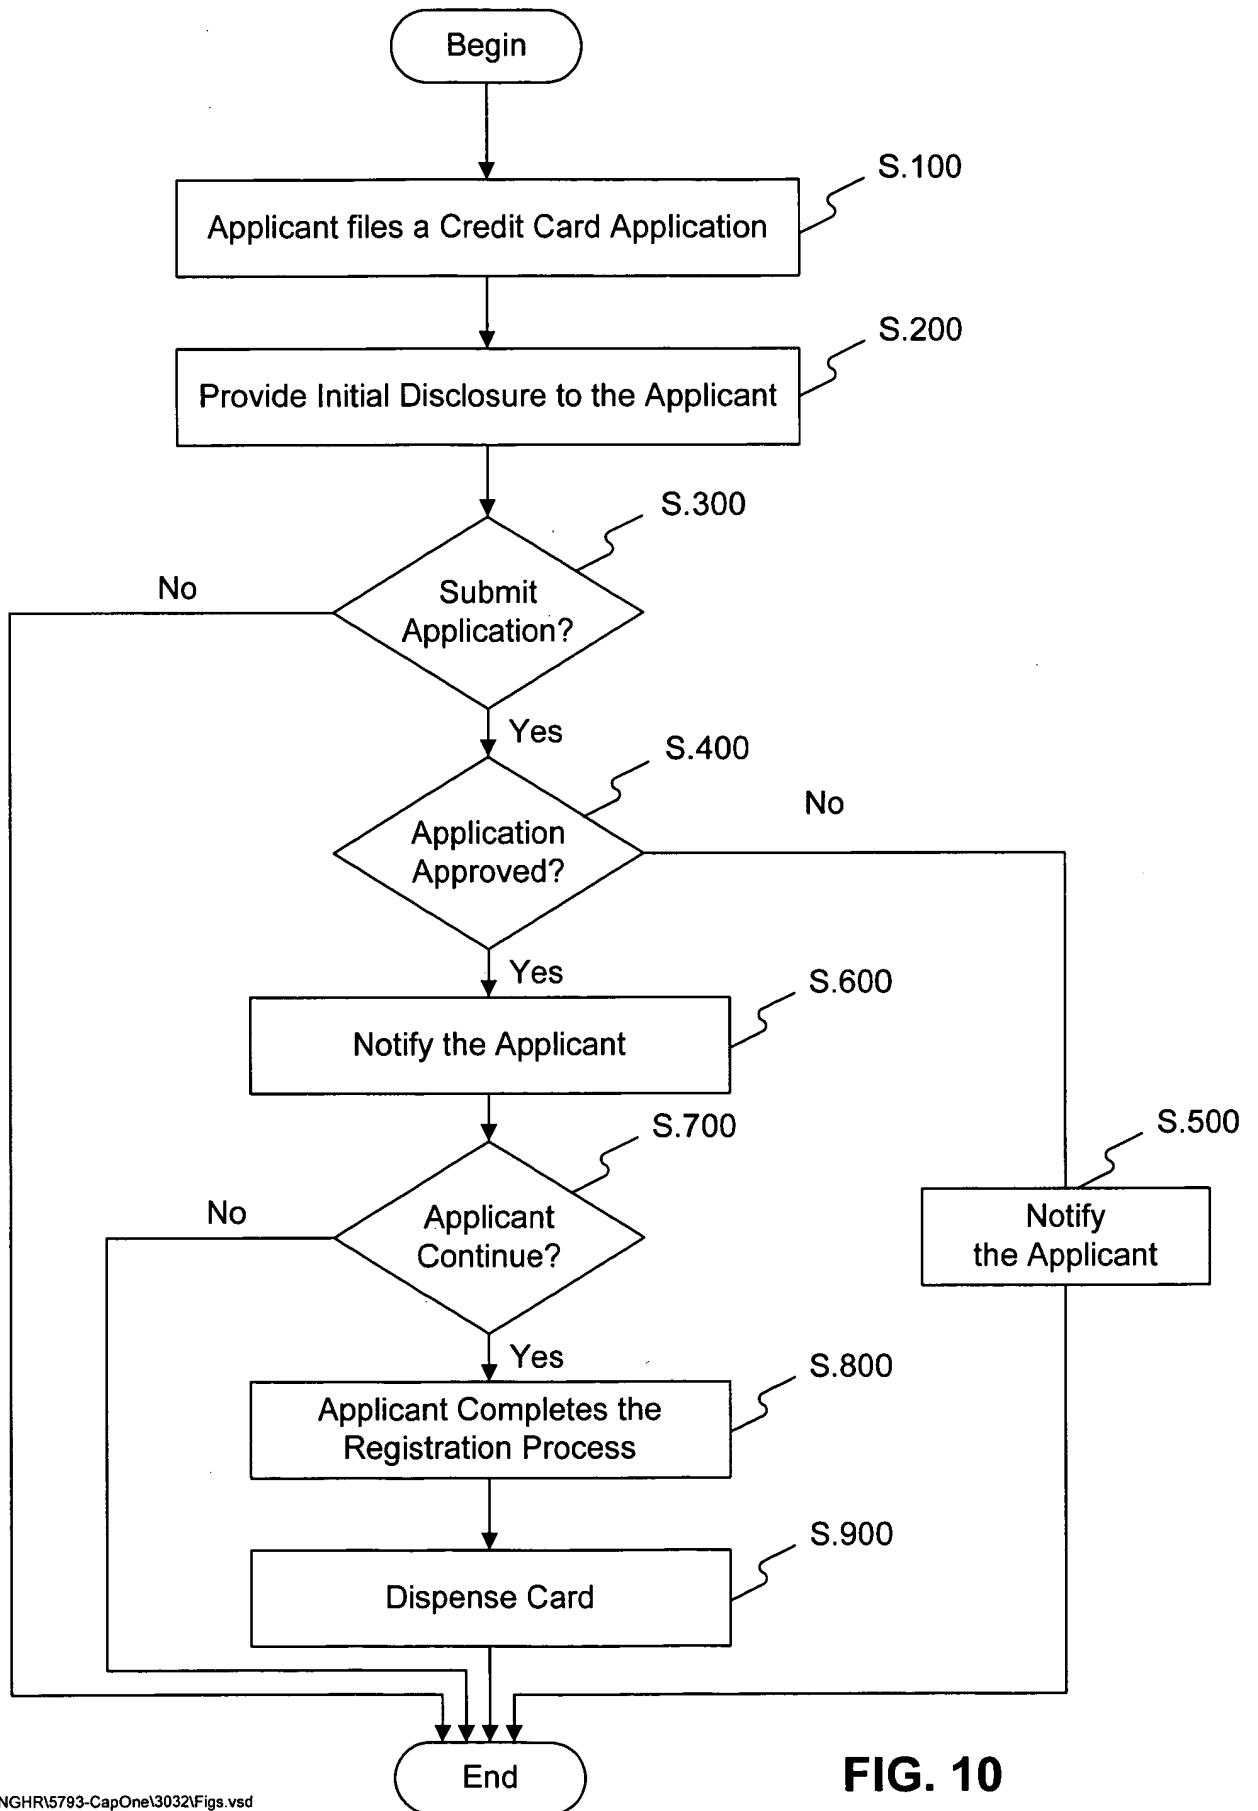 Begin
S.100
Applicant files a Credit Card Application
S.200
Provide Initial Disclosure to the Applicant
S.300
No
Submit
Application?
Yes
S.400
No
Application
Approved?
Yes
S.600
Notify the Applicant
S.700
S.500
No
Applicant
Continue?
Notify
the Applicant
Yes
S.800
Applicant Completes the
Registration Process
S.900
Dispense Card
End
FIG. 10
NGHR\5793-CapOne\3032\Figs.vsd